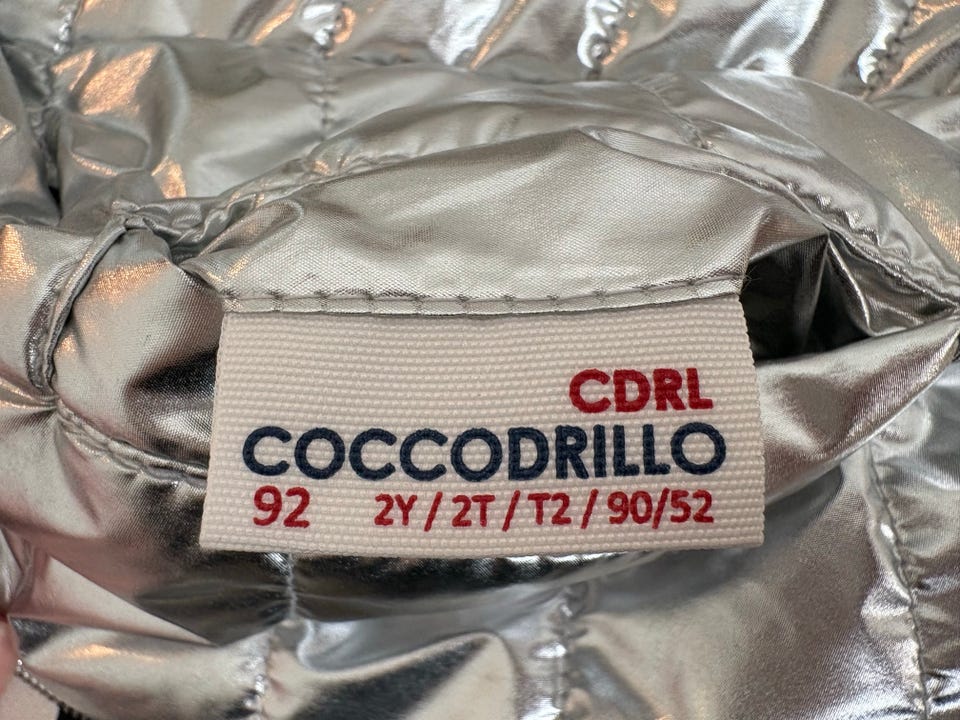 CDRL
COCCODRILLO
92 2Y / 2T / T2 / 90/52